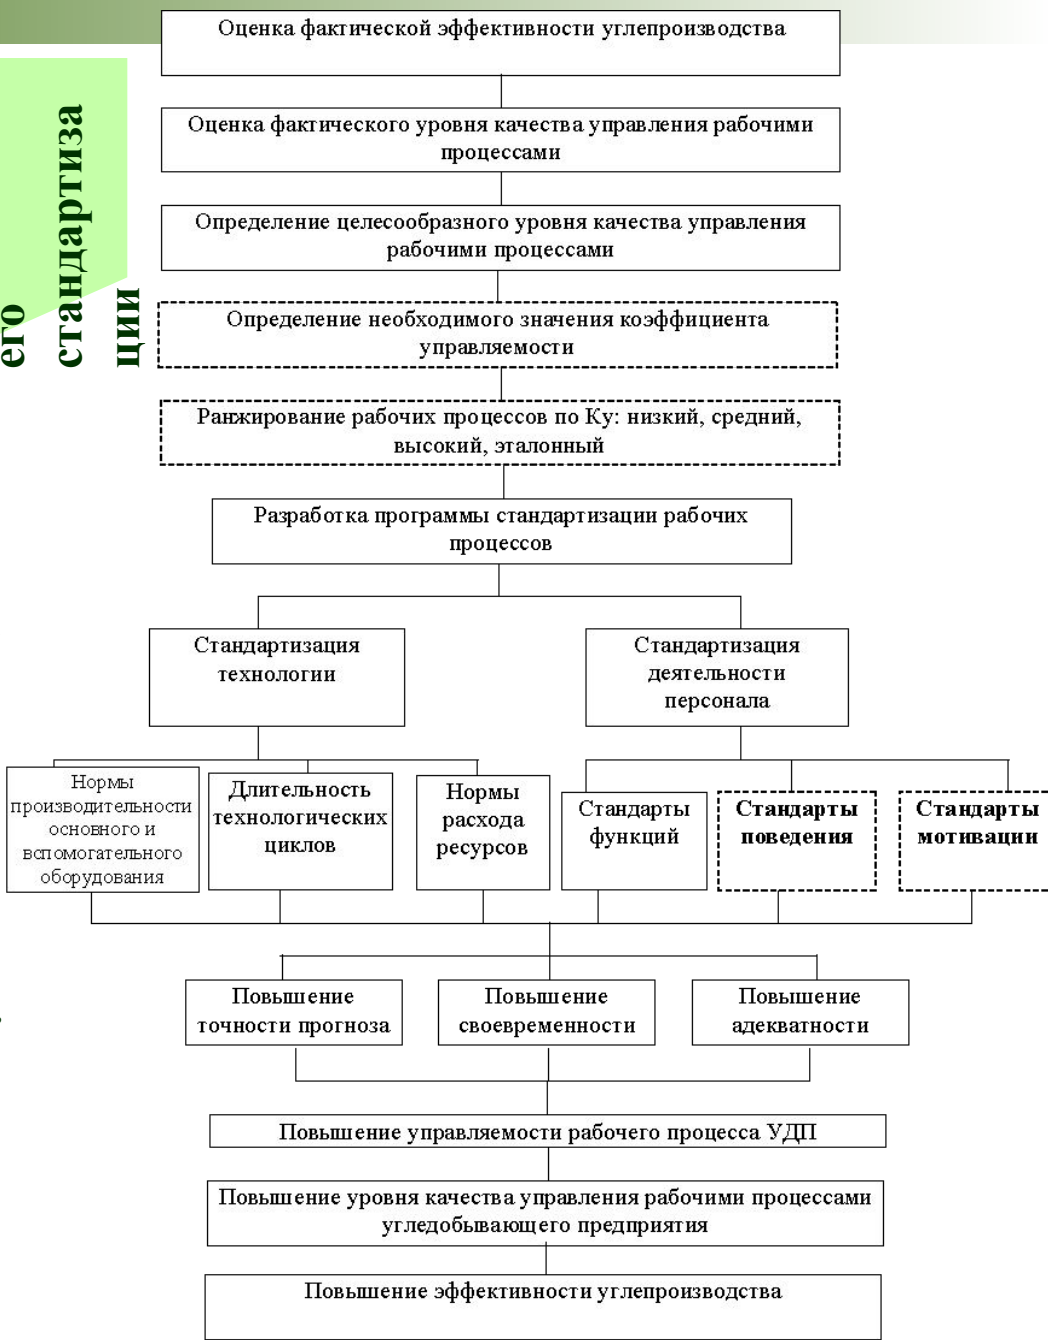 его
стандартиза
ции
Оценка фактической эффективности углепроизводства
Оценка фактического уровня качества управления рабочими
процессами
Определение целесообразного уровня качества управления
рабочими процессами
Определение необходимого значения коэффициента
управляемости
Ранжирование рабочих процессов по Ку: низкий, средний,
высокий, эталонный
Разработка программы стандартизации рабочих
процессов
Стандартизация
технологии
Стандартизация
деятельности
персонала
Нормы
производительности
основного и
вспомогательного
оборудования
Длительность
технологических
циклов
Нормы
расхода
ресурсов
Стандарты
функций
Стандарты
поведения
Стандарты
мотивации
Повышение
точности прогноза
Повышение
своевременности
Повышение
адекватности
Повышение управляемости рабочего процесса УДП
Повышение уровня качества управления рабочими процессами
угледобывающего предприятия
Повышение эффективности углепроизводства